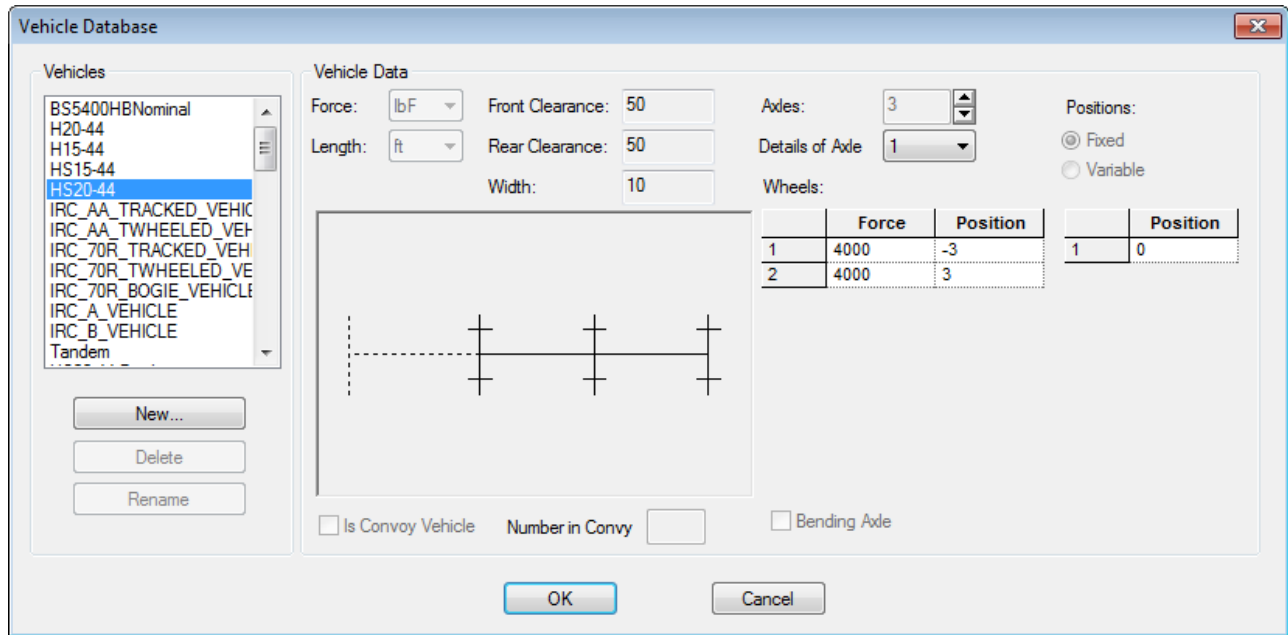 Vehicle Database
Vehicles
BS5400HBNominal
H20-44
H15-44
HS15-44
HS20-44
IRC_AA_TRACKED_VEHIC
IRC_AA_TWHEELED_VEH
IRC_70R_TRACKED_VEHI
IRC_70R_TWHEELED_VE
IRC_70R_BOGIE_VEHICLE
IRC_A_VEHICLE
IRC_B_VEHICLE
Tandem
New...
Delete
Rename
Vehicle Data
Force: lbF Front Clearance: 50 Axles: 3 Positions:
Length: ft Rear Clearance: 50 Details of Axle 1 Fixed
Width: 10 Wheels: Variable
Force Position Position
1 4000 -3 1 0
2 4000 3
Is Convoy Vehicle Number in Convy Bending Axle
OK Cancel